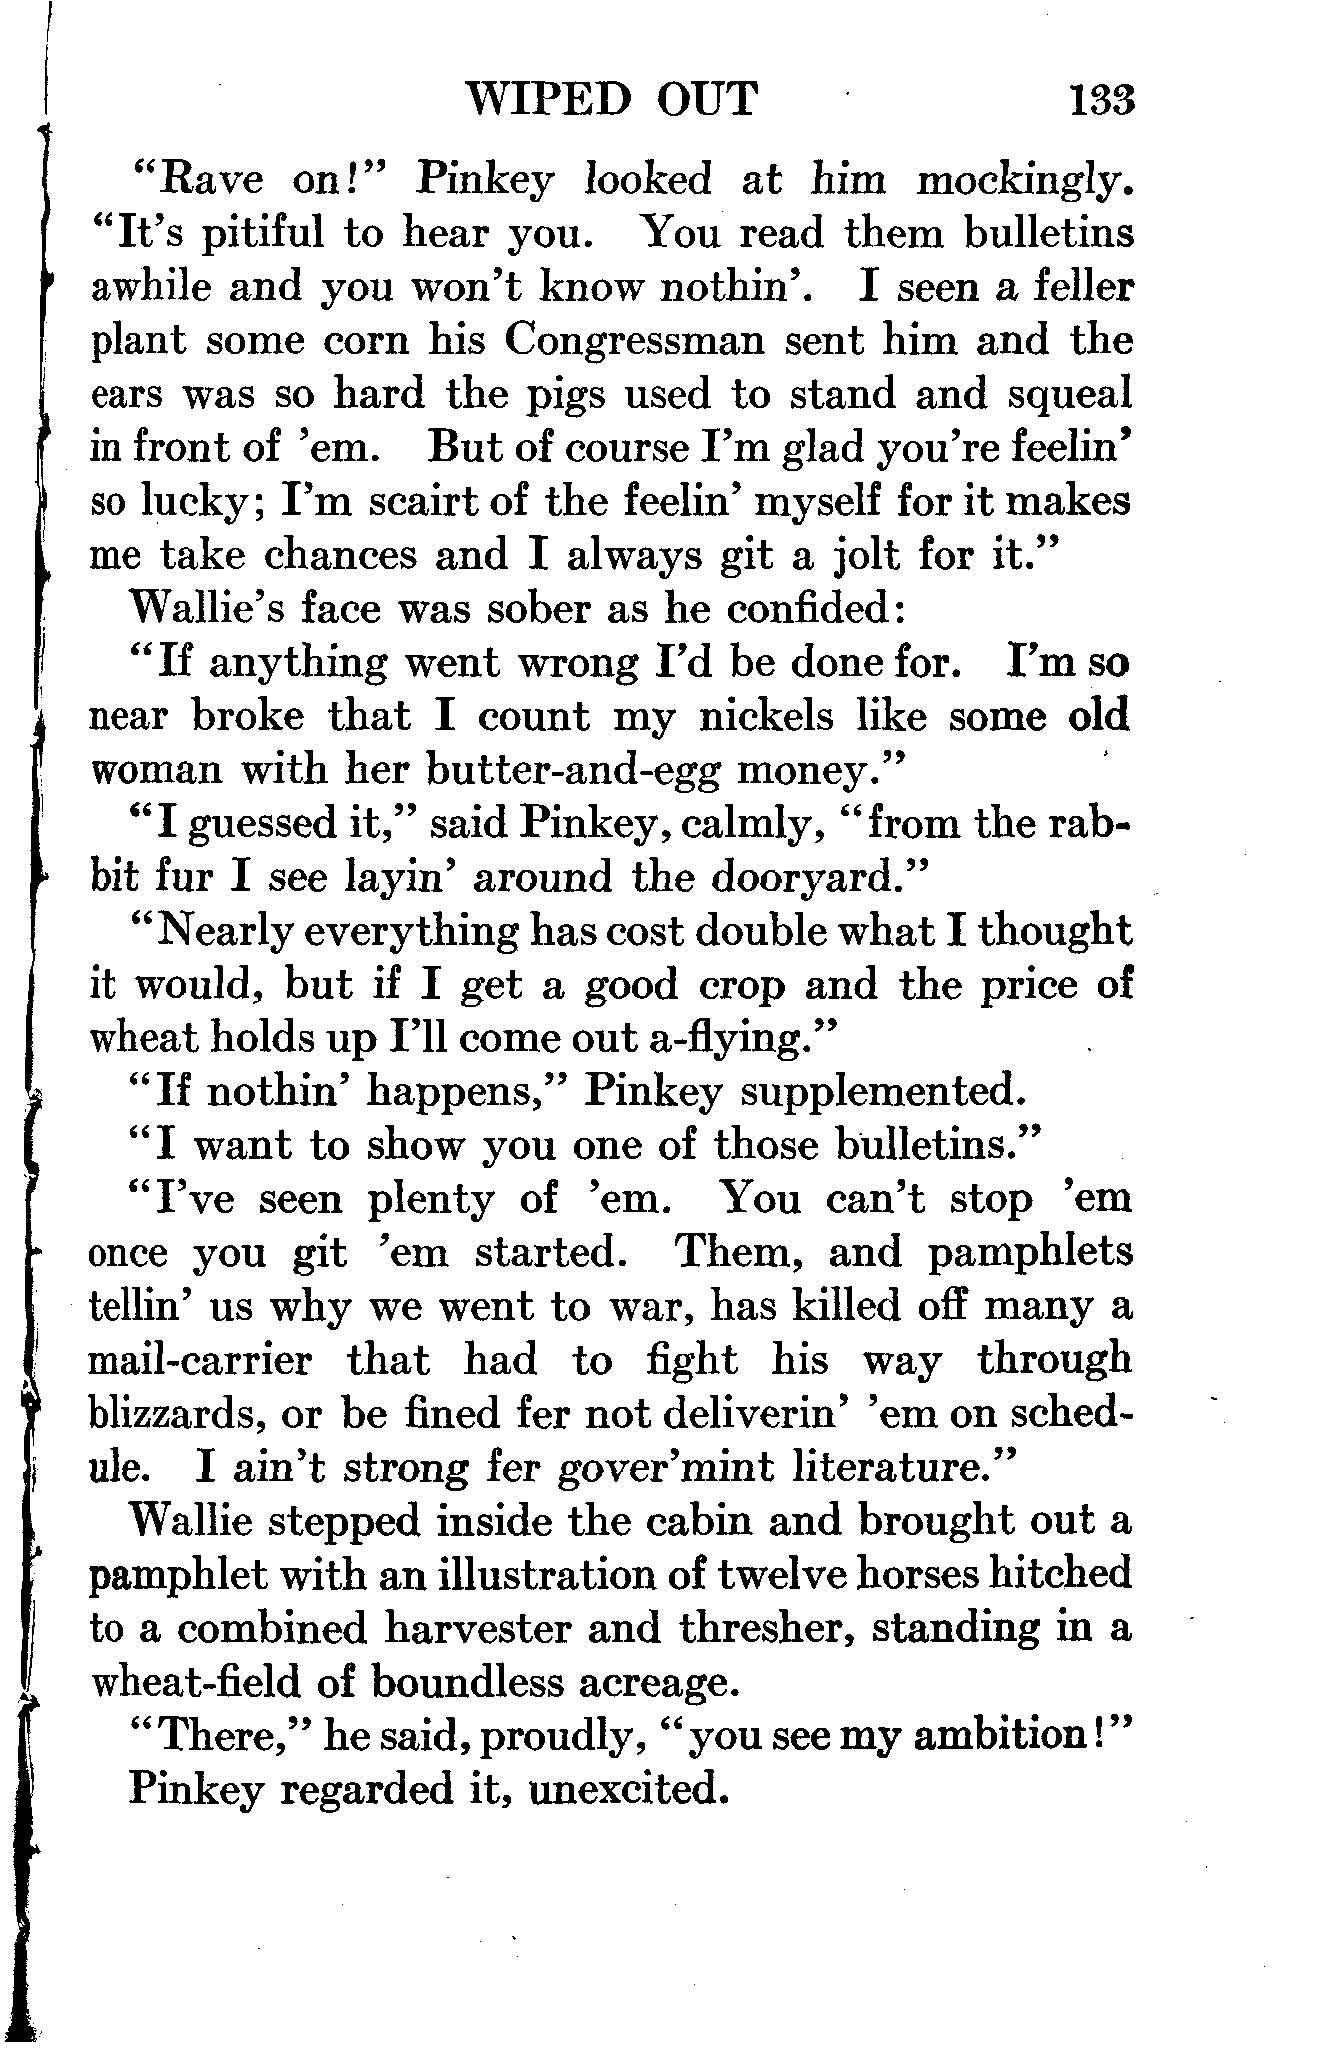 WIPED OUT 133
“Rave on!” Pinkey looked at him mockingly.
“It’s pitiful to hear you. You read them bulletins
awhile and you won’t know nothin’. I seen a feller
plant some corn his Congressman sent him and the
ears was so hard the pigs used to stand and squeal
in front of ’em. But of course I’m glad you’re feelin’
so lucky; I’m scairt of the feelin’ myself for it makes
me take chances and I always git a jolt for it.”
Wallie’s face was sober as he confided:
“If anything went wrong I’d be done for. I’m so
near broke that I count my nickels like some old
woman with her butter-and-egg money.”
“I guessed it,” said Pinkey, calmly, “from the rab-
bit fur I see layin’ around the dooryard.”
“Nearly everything has cost double what I thought
it would, but if I get a good crop and the price of
wheat holds up I’ll come out a-flying.”
“If nothin’ happens,” Pinkey supplemented.
“I want to show you one of those bulletins.”
“I’ve seen plenty of ’em. You can’t stop ’em
once you git ’em started. Them, and pamphlets
tellin’ us why we went to war, has killed off many a
mail-carrier that had to fight his way through
blizzards, or be fined fer not deliverin’ ’em on sched-
ule. I ain’t strong fer gover’mint literature.”
Wallie stepped inside the cabin and brought out a
pamphlet with an illustration of twelve horses hitched
to a combined harvester and thresher, standing in a
wheat-field of boundless acreage.
“There,” he said, proudly, “you see my ambition!”
Pinkey regarded it, unexcited.